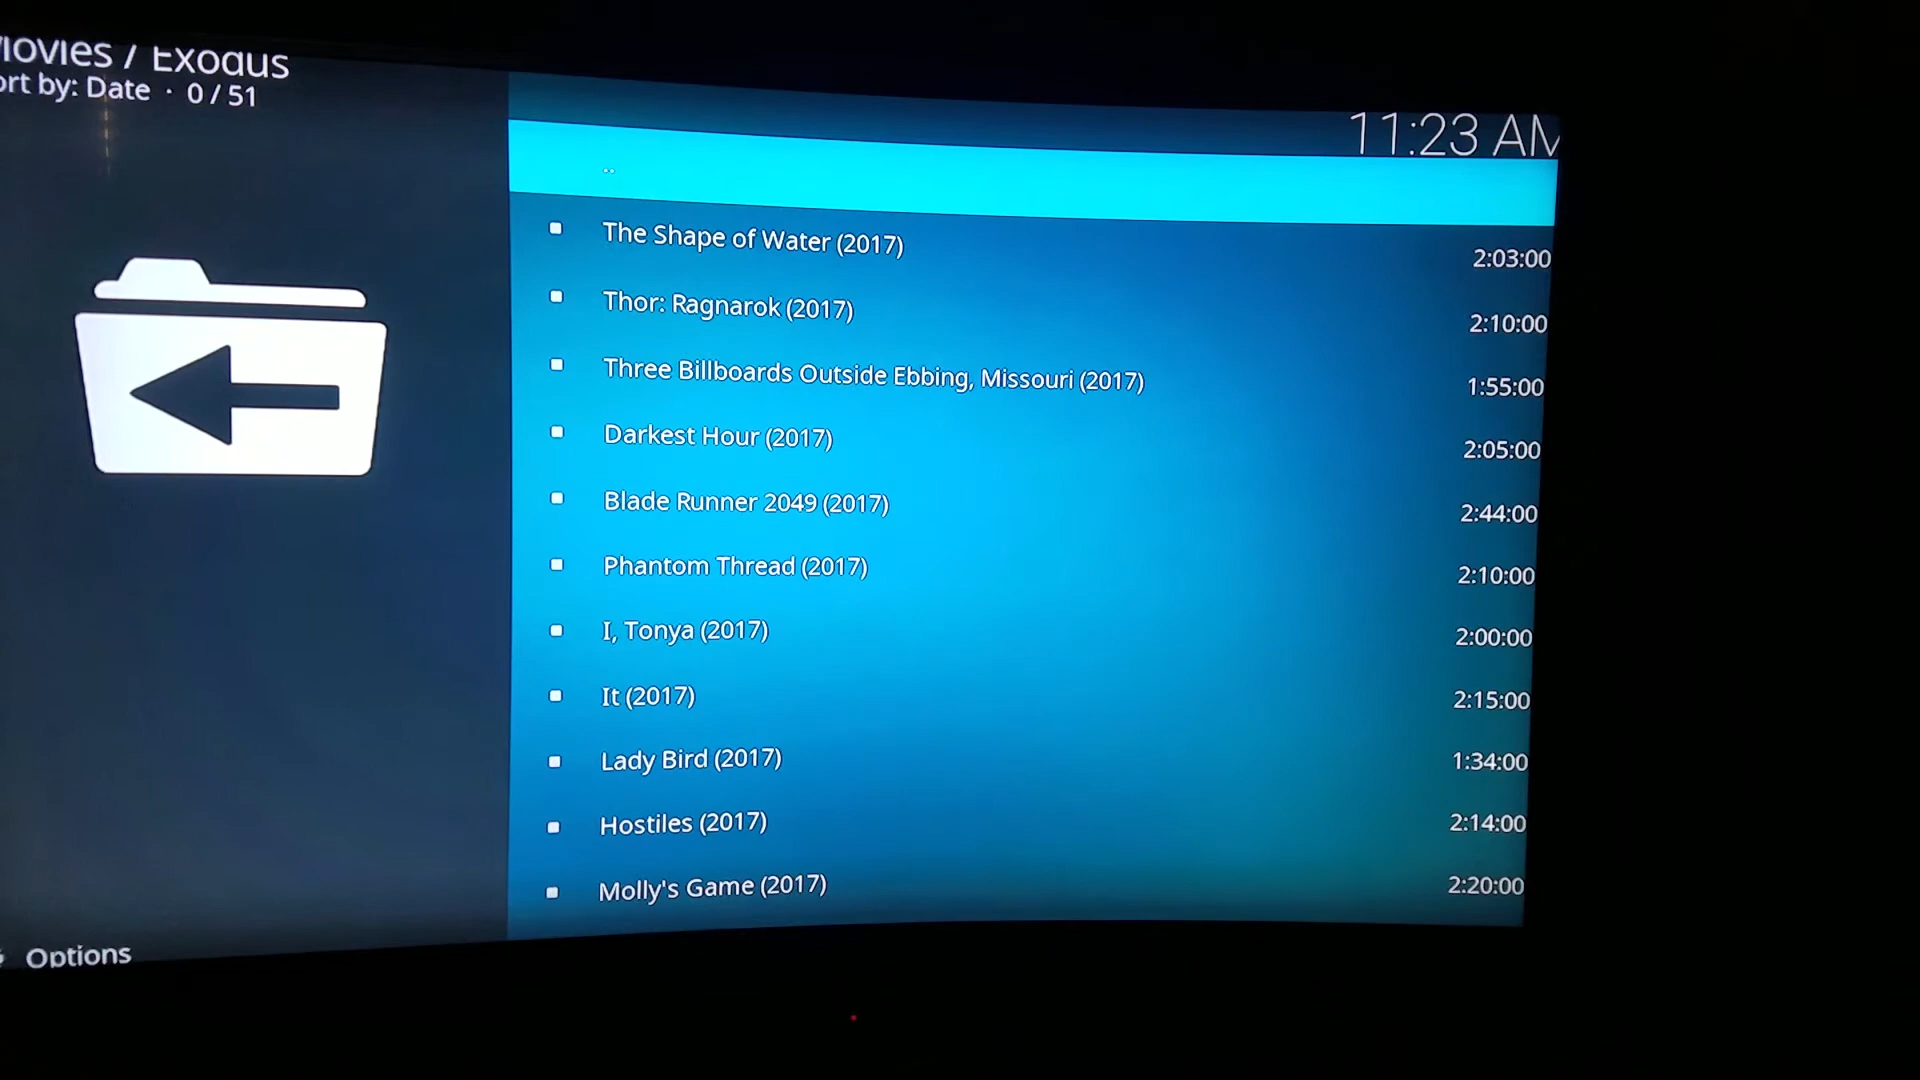 Movies / Exodus
Sort by: Date · 0 / 51
11:23 AM
..
The Shape of Water (2017) 2:03:00
Thor: Ragnarok (2017) 2:10:00
Three Billboards Outside Ebbing, Missouri (2017) 1:55:00
Darkest Hour (2017) 2:05:00
Blade Runner 2049 (2017) 2:44:00
Phantom Thread (2017) 2:10:00
I, Tonya (2017) 2:00:00
It (2017) 2:15:00
Lady Bird (2017) 1:34:00
Hostiles (2017) 2:14:00
Molly's Game (2017) 2:20:00
Options